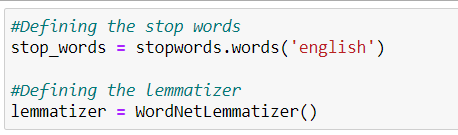 #Defining the stop words
stop_words = stopwords.words('english')
#Defining the lemmatizer
lemmatizer = WordNetLemmatizer()